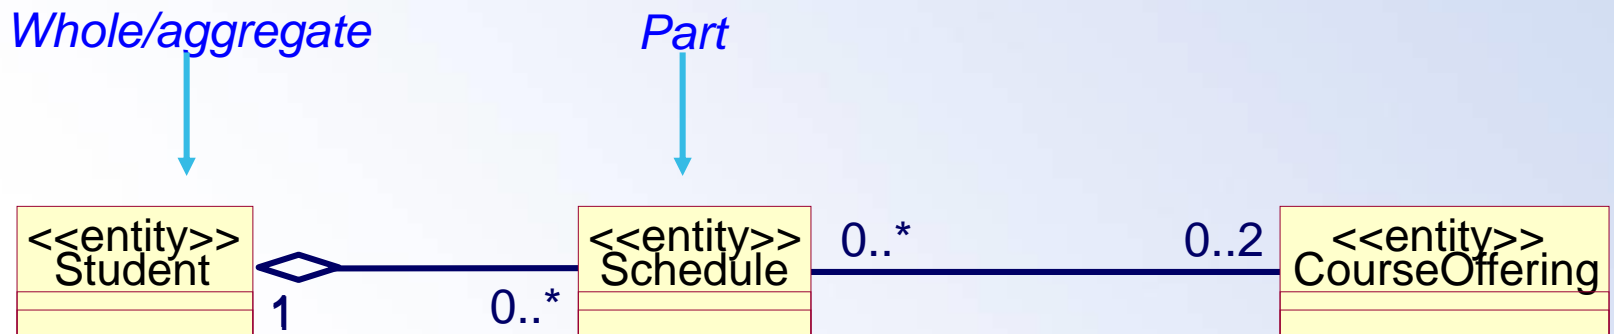 Whole/aggregate
Part
<<entity>>
Student
1
0..*
<<entity>>
Schedule
0..*
0..2
<<entity>>
CourseOffering